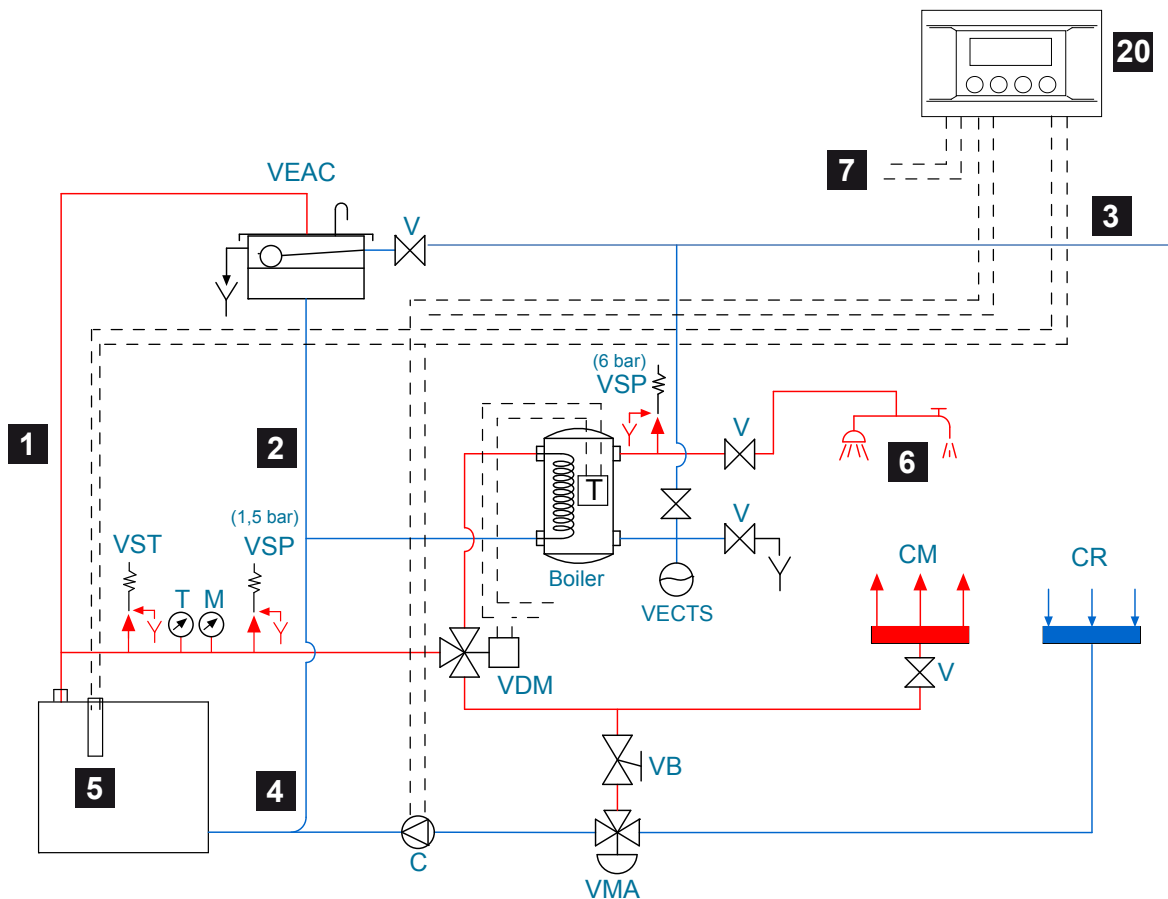 20
7
VEAC
V
3
(6 bar)
VSP
1
2
V
6
(1,5 bar)
VST
VSP
T
V
CM
CR
Boiler
T
M
VECTS
VDM
V
5
VB
4
C
VMA